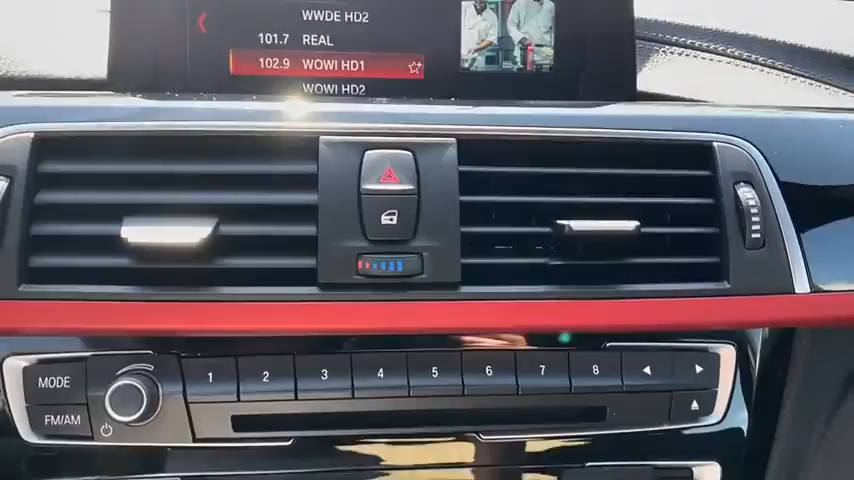 WWDE HD2
101.7 REAL
102.9 WOWI HD1
WOWI HD2
MODE
1 2 3 4 5 6 7 8
FM/AM